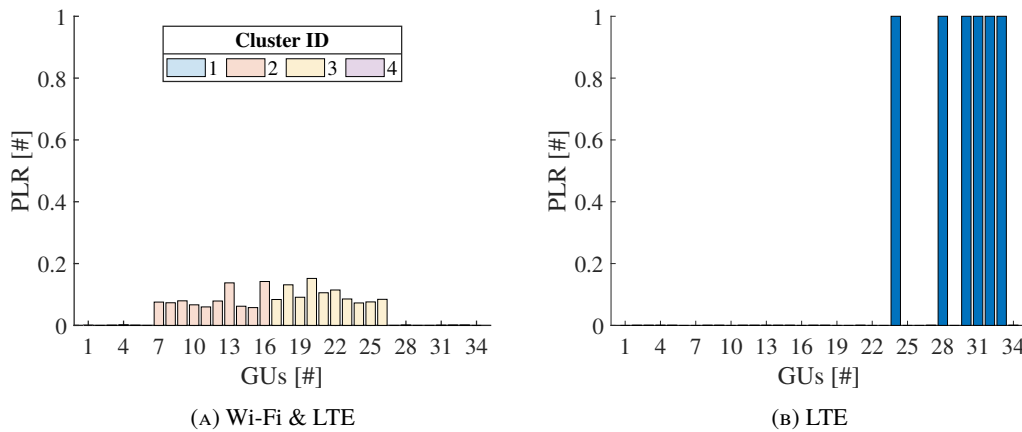 1
0.8
0.6
0.4
0.2
0
PLR [#]
Cluster ID
1 2 3 4
1 4 7 10 13 16 19 22 25 28 31 34
GUs [#]
(A) Wi-Fi & LTE
1
0.8
0.6
0.4
0.2
0
PLR [#]
1 4 7 10 13 16 19 22 25 28 31 34
GUs [#]
(B) LTE